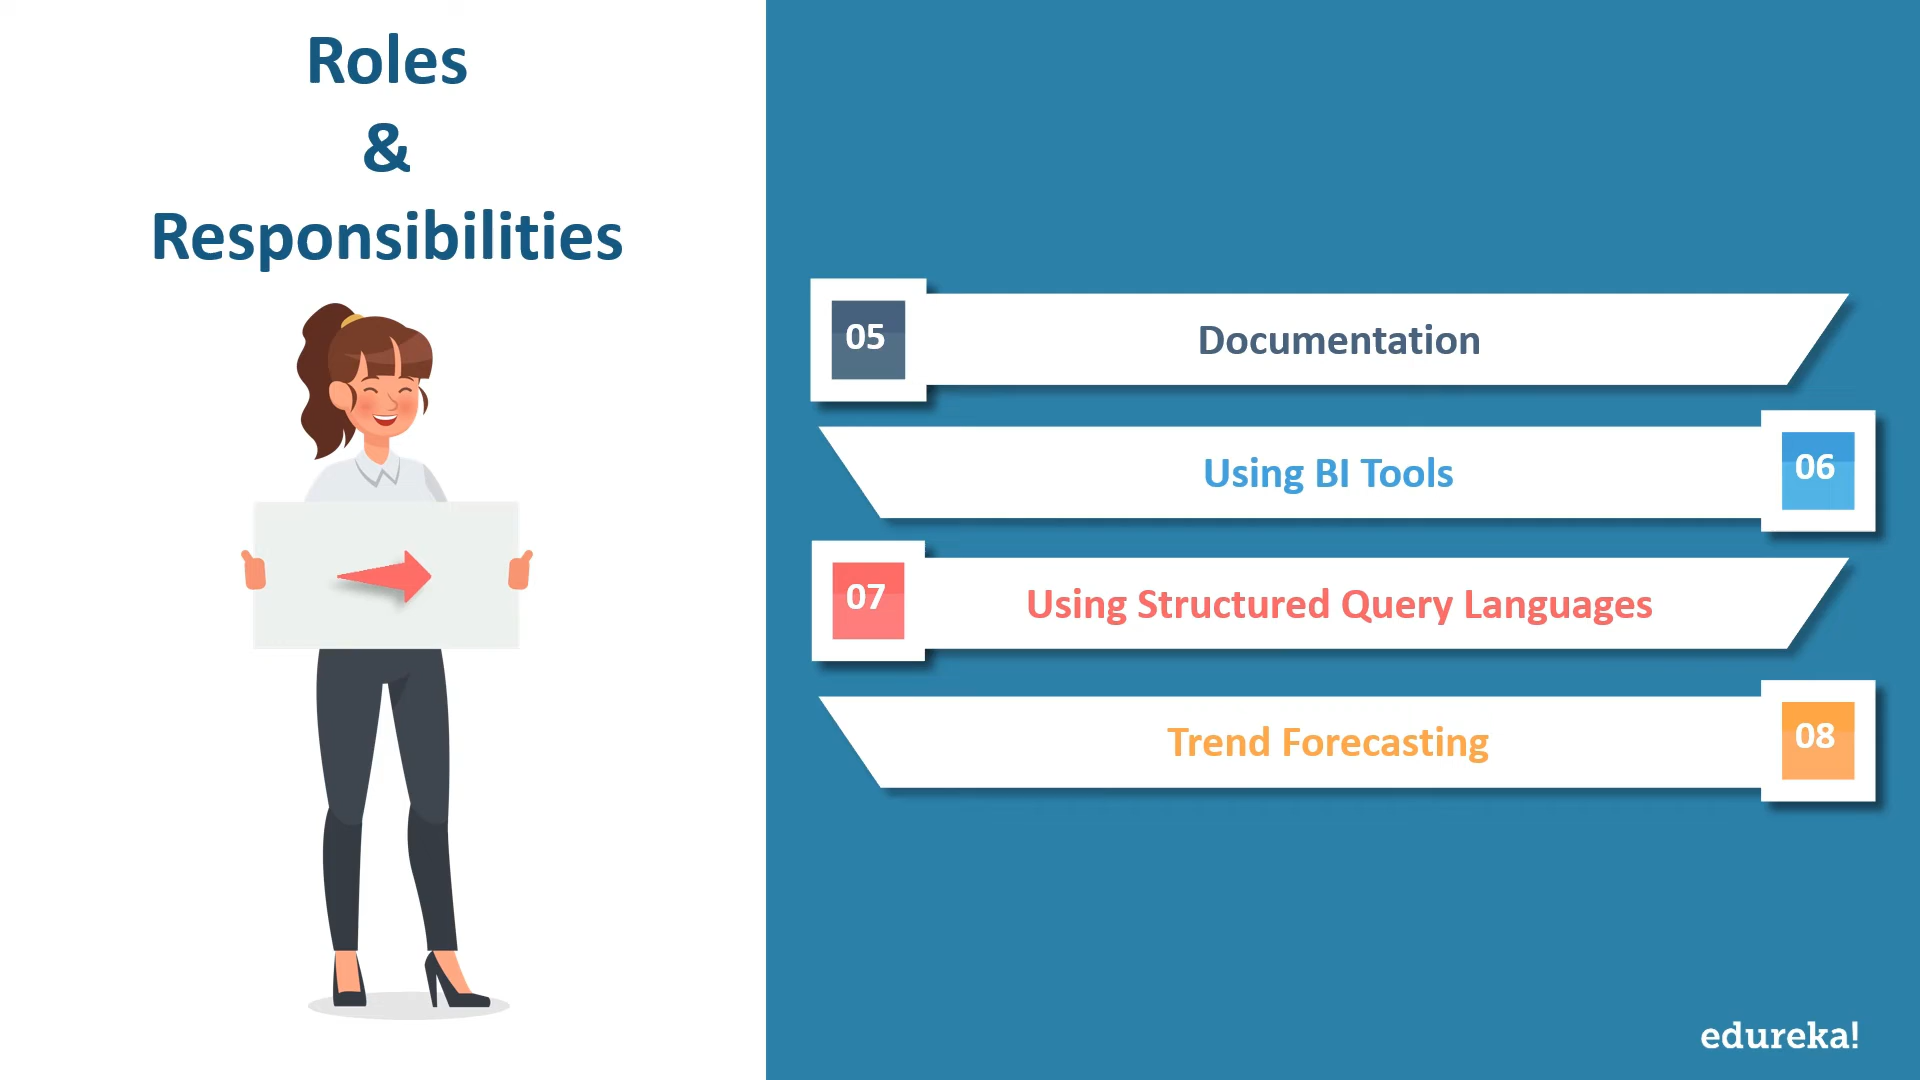 Roles
&
Responsibilities
05 Documentation
Using BI Tools 06
07 Using Structured Query Languages
Trend Forecasting 08
edureka!